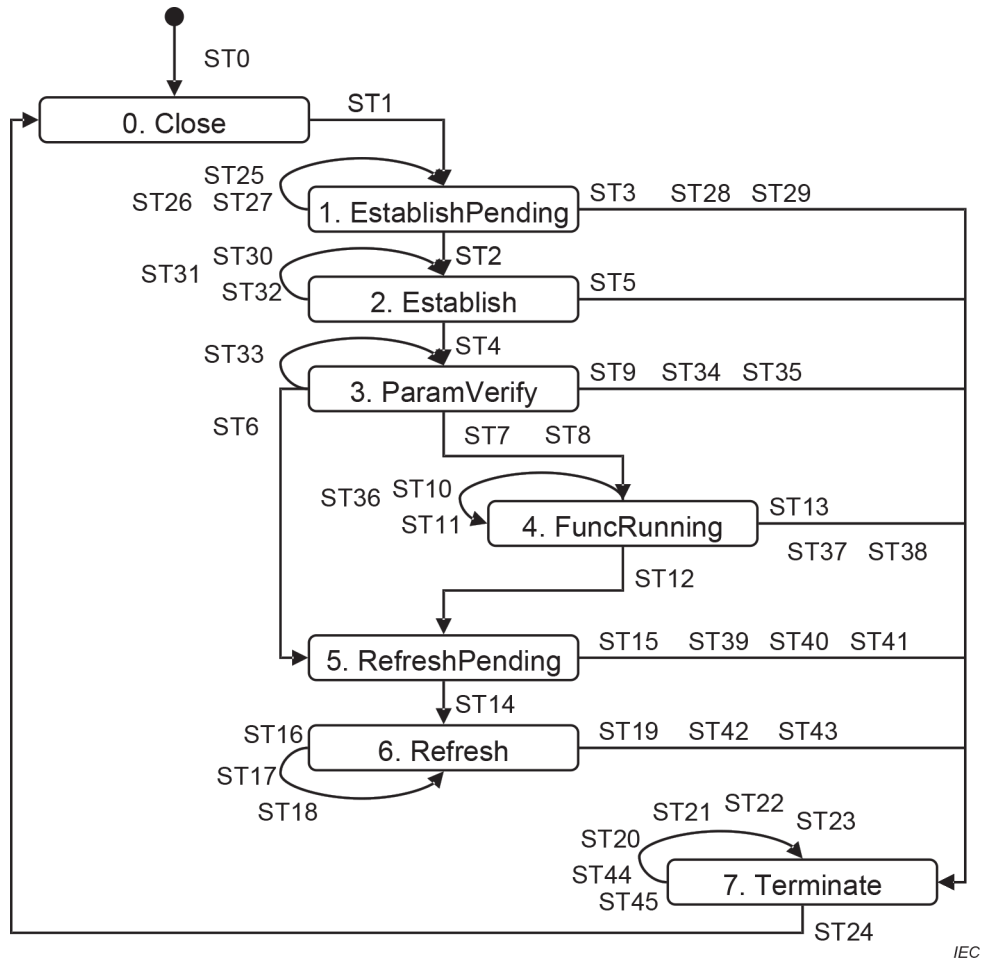 ST0
ST1
0. Close
ST25
ST26 ST27
ST3 ST28 ST29
1. EstablishPending
ST2
ST30
ST31
ST32
ST5
2. Establish
ST4
ST33
ST9 ST34 ST35
3. ParamVerify
ST6
ST7 ST8
ST10
ST36
ST11
ST13
4. FuncRunning
ST37 ST38
ST12
ST15 ST39 ST40 ST41
5. RefreshPending
ST14
ST16
ST19 ST42 ST43
6. Refresh
ST17
ST18
ST22
ST21
ST23
ST20
ST44
7. Terminate
ST45
ST24
IEC